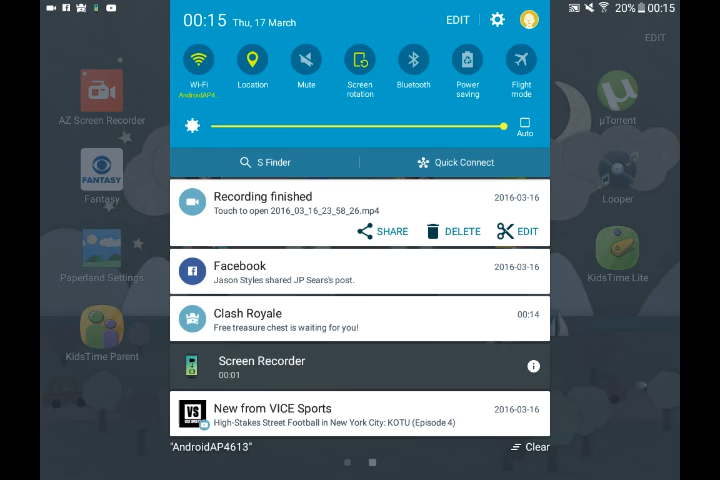 00:15 Thu, 17 March
EDIT
20% 00:15
EDIT
Wi-Fi
AndroidAP4...
Location
Mute
Screen
rotation
Bluetooth
Power
saving
Flight
mode
Auto
S Finder
Quick Connect
Recording finished
2016-03-16
Touch to open 2016_03_16_23_58_26.mp4
SHARE
DELETE
EDIT
Facebook
2016-03-16
Jason Styles shared JP Sears's post.
Clash Royale
00:14
Free treasure chest is waiting for you!
Screen Recorder
00:01
VS
VICE SPORTS
New from VICE Sports
2016-03-16
High-Stakes Street Football in New York City: KOTU (Episode 4)
"AndroidAP4613"
Clear
AZ Screen Recorder
FANTASY
Fantasy
Paperland Settings
KidsTime Parent
µTorrent
Looper
KidsTime Lite